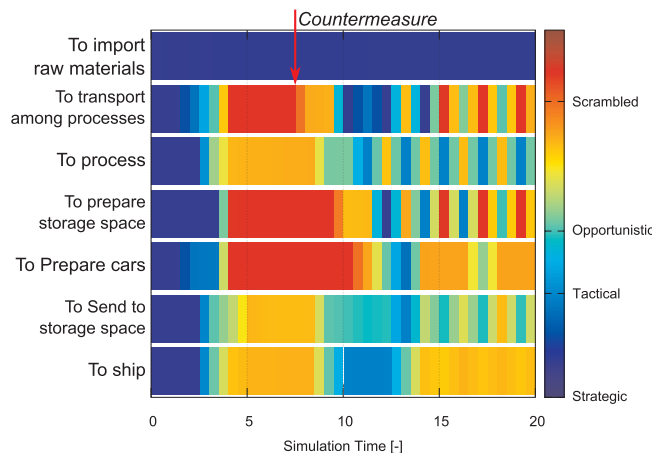 Countermeasure
To import
raw materials
To transport
among processes
To process
To prepare
storage space
To Prepare cars
To Send to
storage space
To ship
Scrambled
Opportunistic
Tactical
Strategic
0 5 10 15 20
Simulation Time [-]